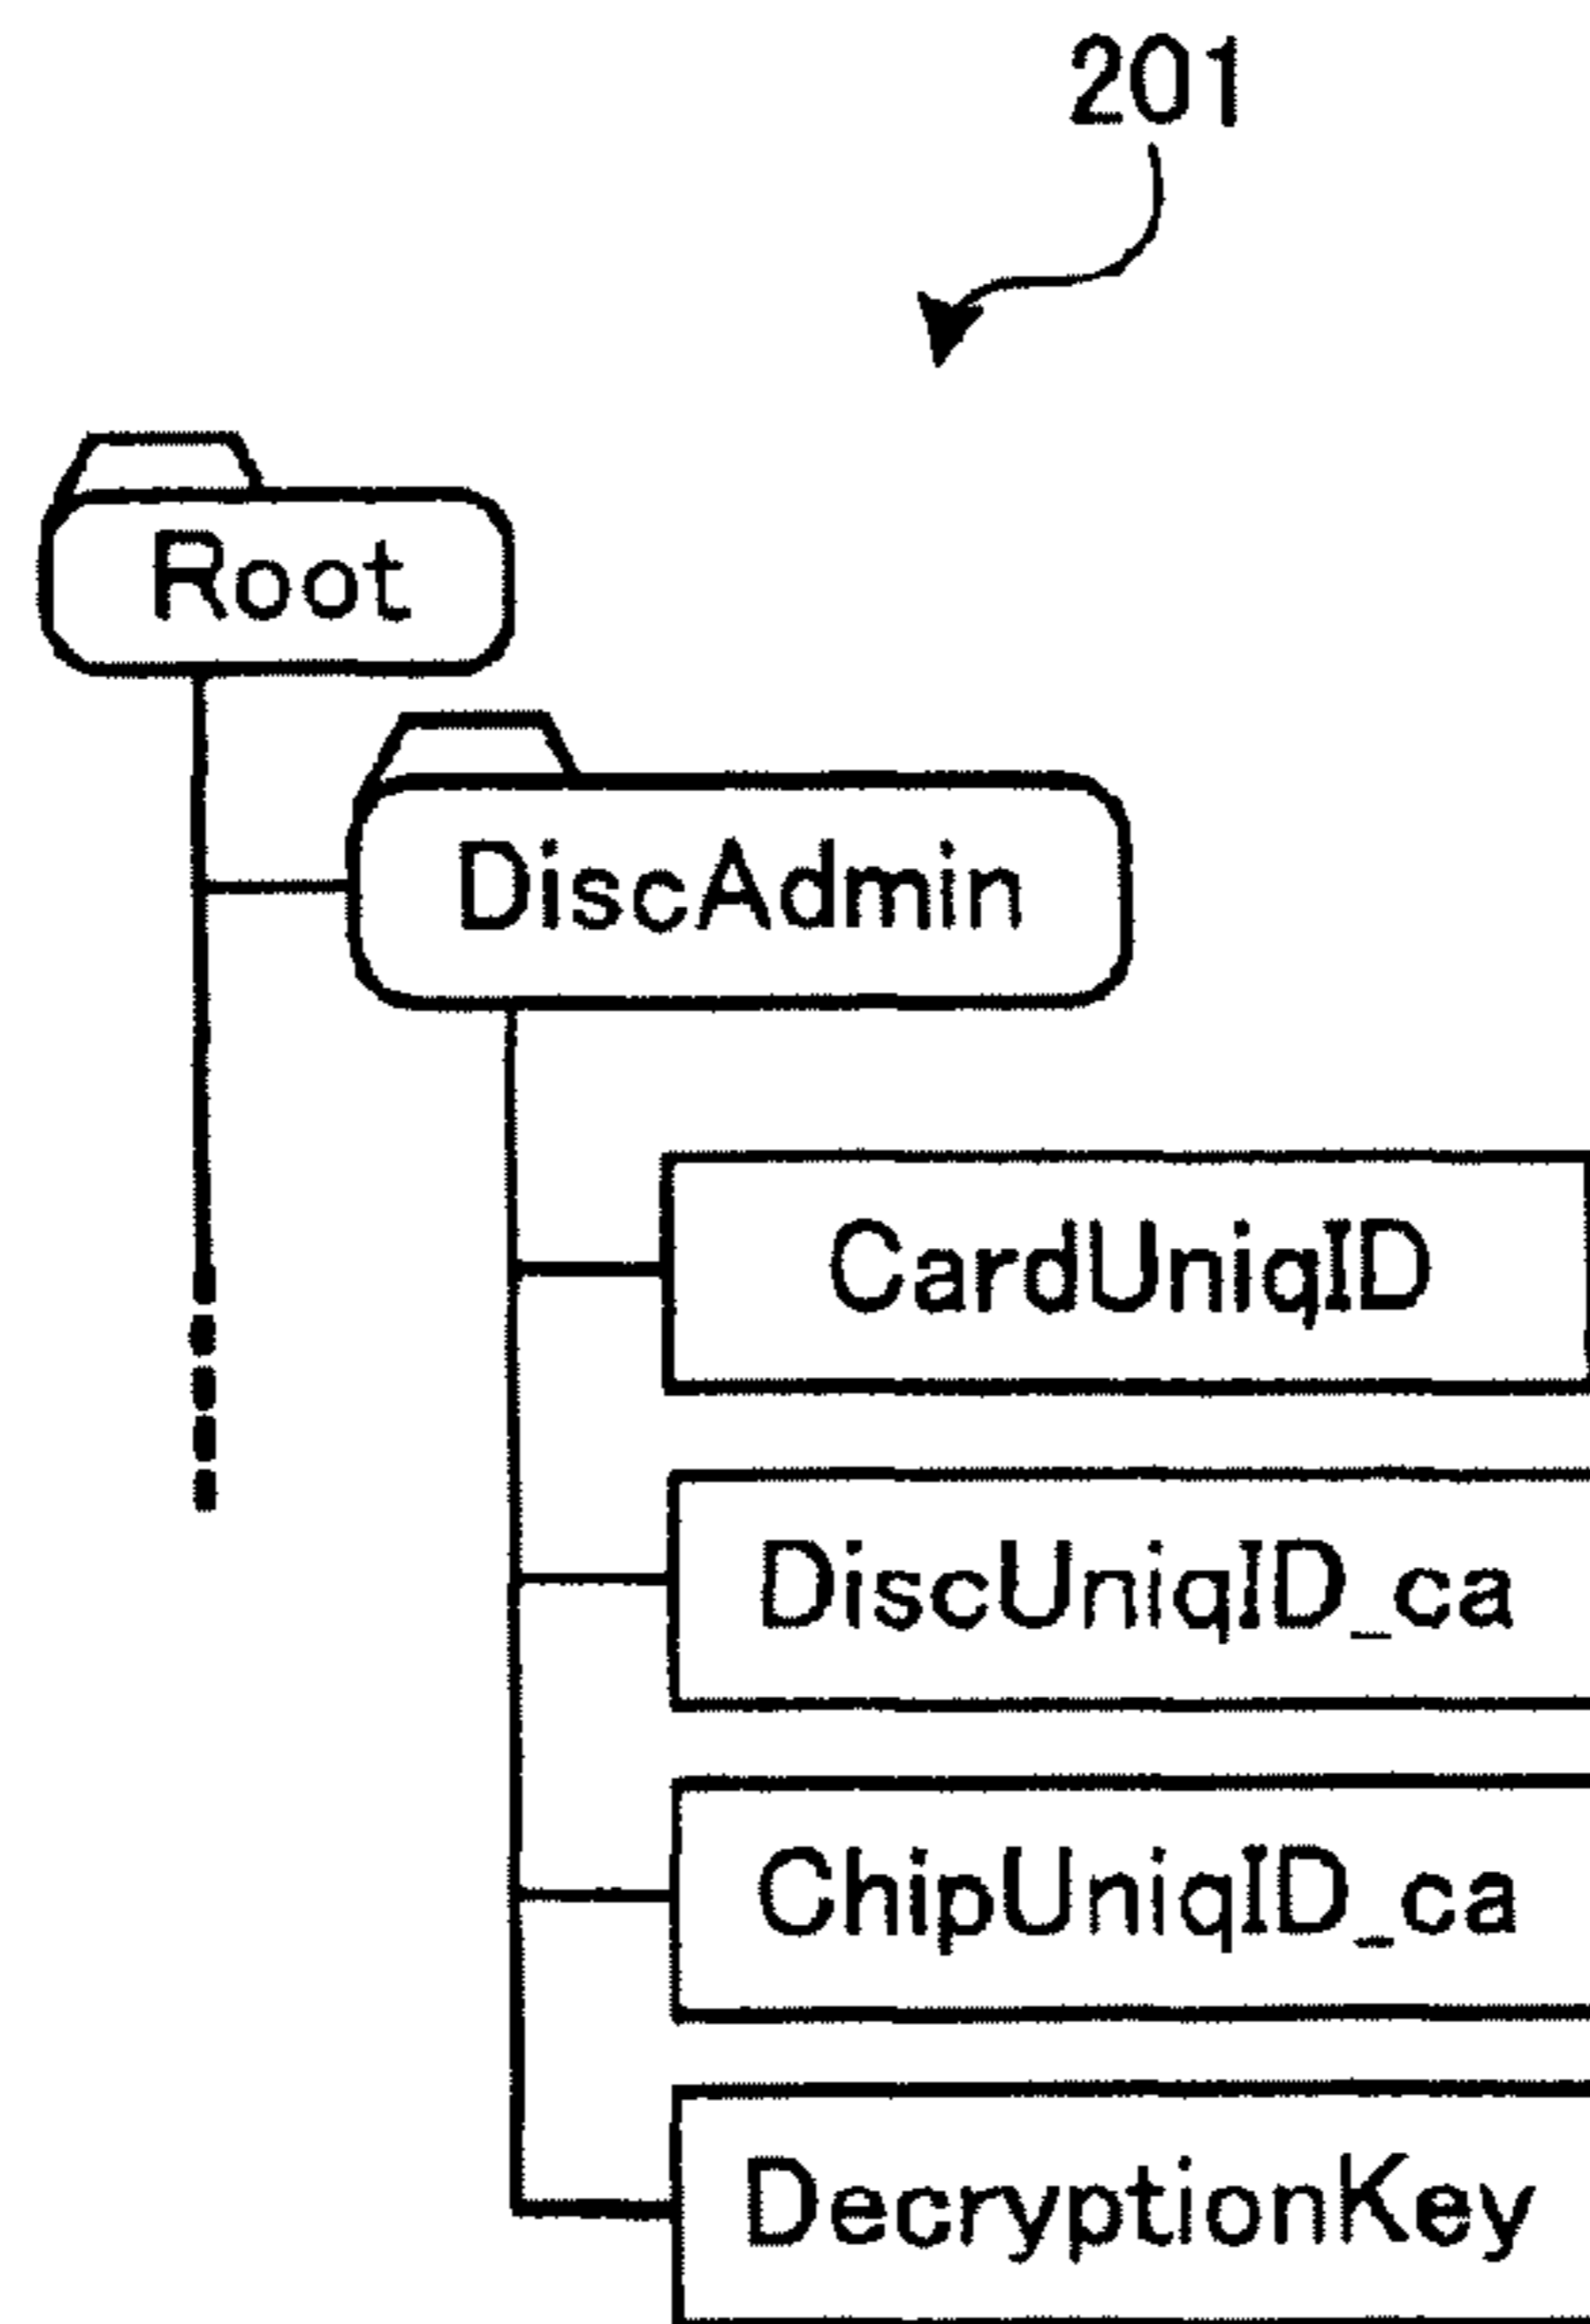 201
Root
DiscAdmin
CardUniqID
DiscUniqID_ca
ChipUniqID_ca
DecryptionKey